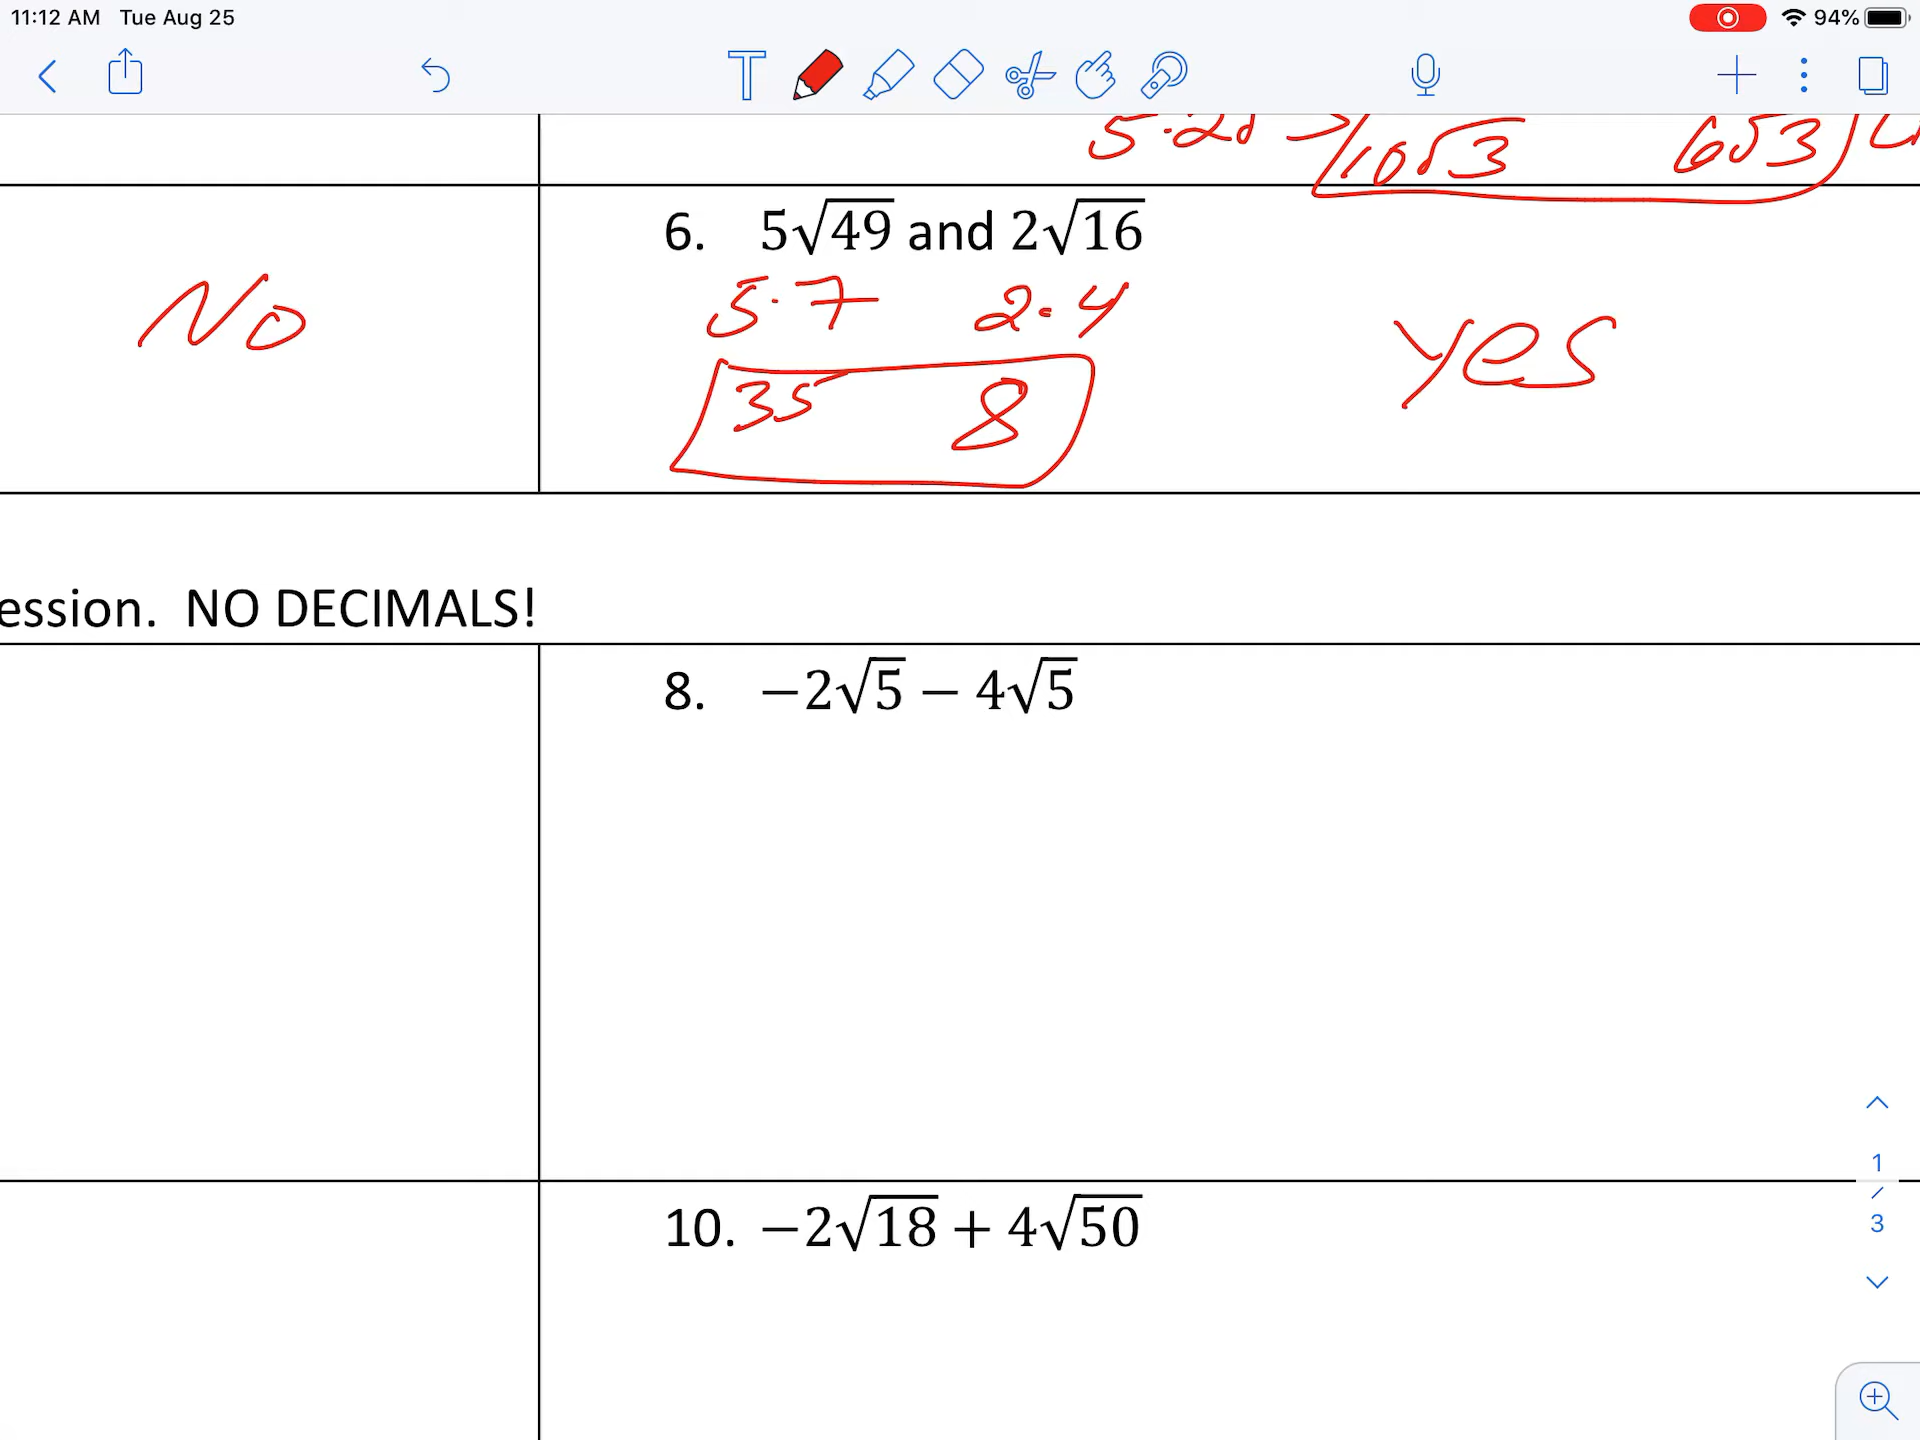 11:12 AM Tue Aug 25
94%
5·2√3 10√3 6√3
6. 5√49 and 2√16
5·7 2·4
No
yes
35 8
ession. NO DECIMALS!
8. −2√5 − 4√5
1
/
3
10. −2√18 + 4√50